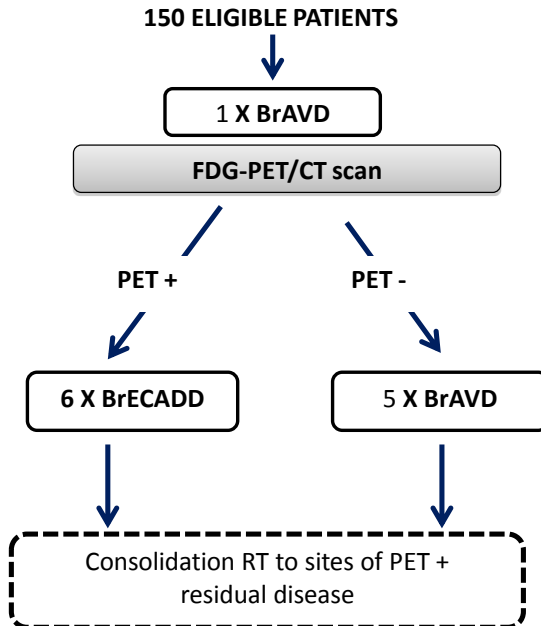 150 ELIGIBLE PATIENTS
1 X BrAVD
FDG-PET/CT scan
PET +
PET -
6 X BrECADD
5 X BrAVD
Consolidation RT to sites of PET +
residual disease